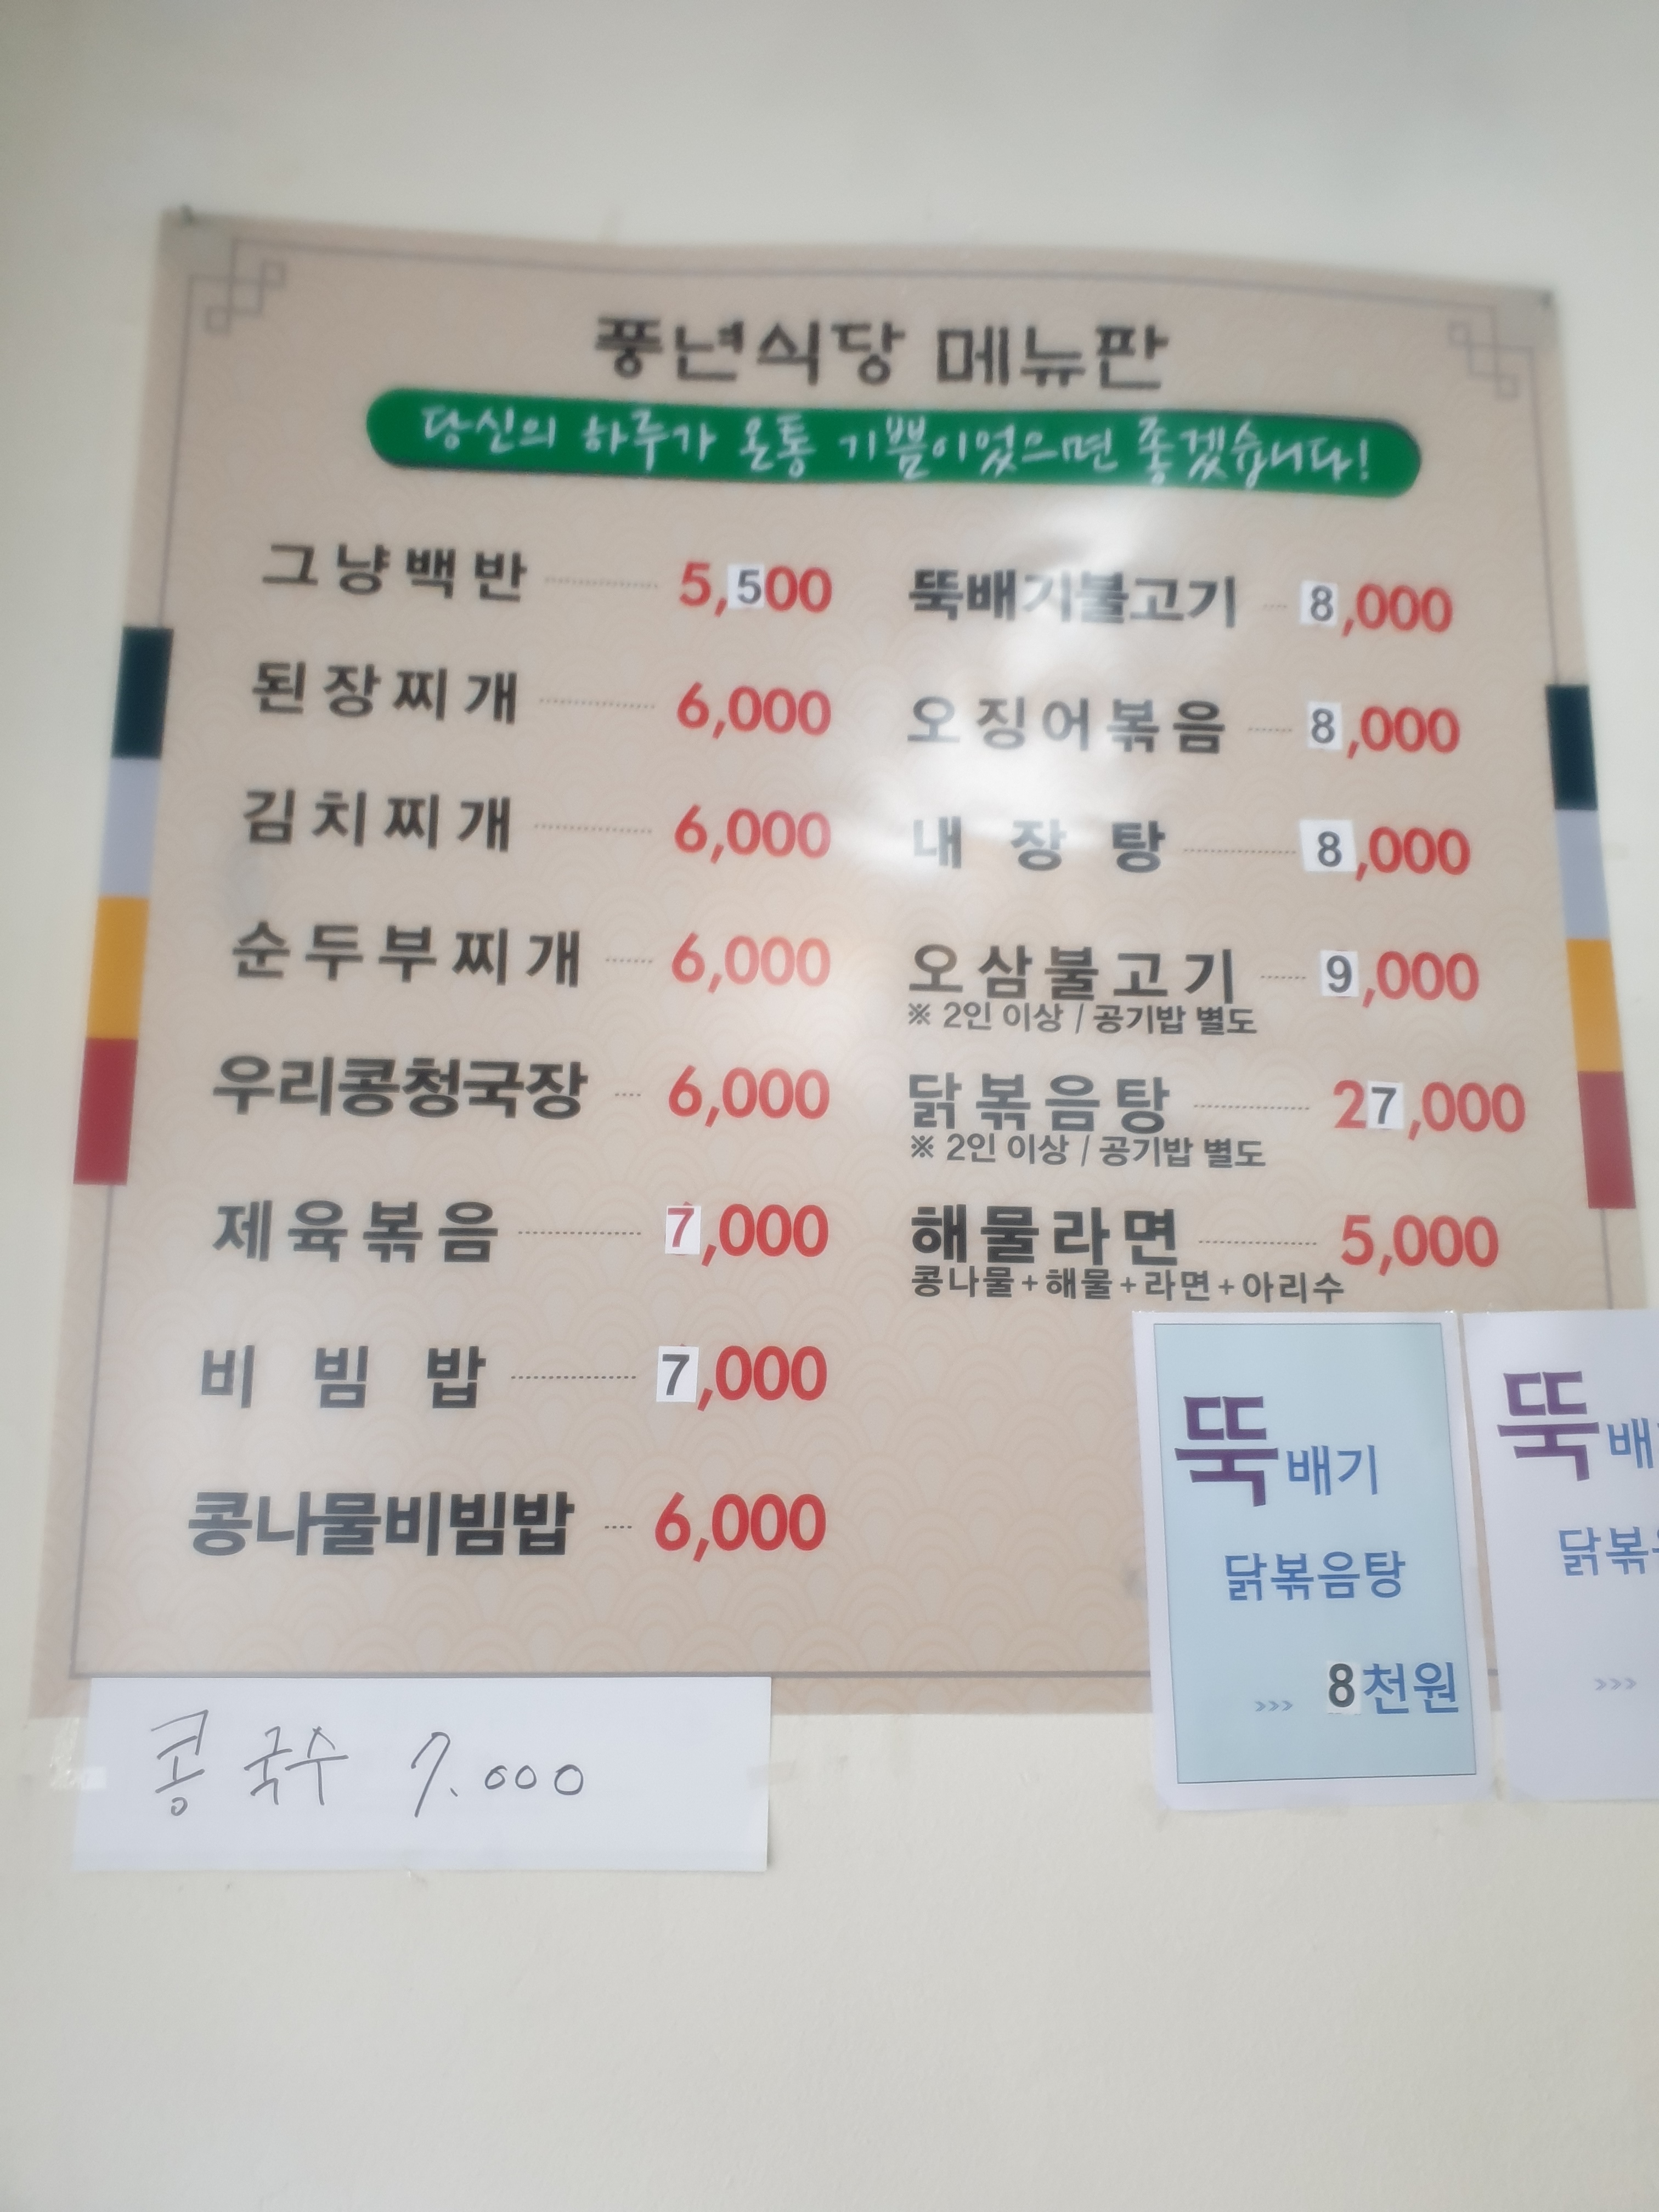 풍년식당 메뉴판
당신의 하루가 온통 기쁨이었으면 좋겠습니다!
그냥백반 5,500
된장찌개 6,000
김치찌개 6,000
순두부찌개 6,000
우리콩청국장 6,000
제육볶음 7,000
비빔밥 7,000
콩나물비빔밥 6,000
뚝배기불고기 8,000
오징어볶음 8,000
내장탕 8,000
오삼불고기 9,000
※ 2인 이상 / 공기밥 별도
닭볶음탕 27,000
※ 2인 이상 / 공기밥 별도
해물라면 5,000
콩나물+해물+라면+아리수
뚝배기
닭볶음탕
>>> 8천원
뚝배
닭볶
>>>
콩국수 7.000